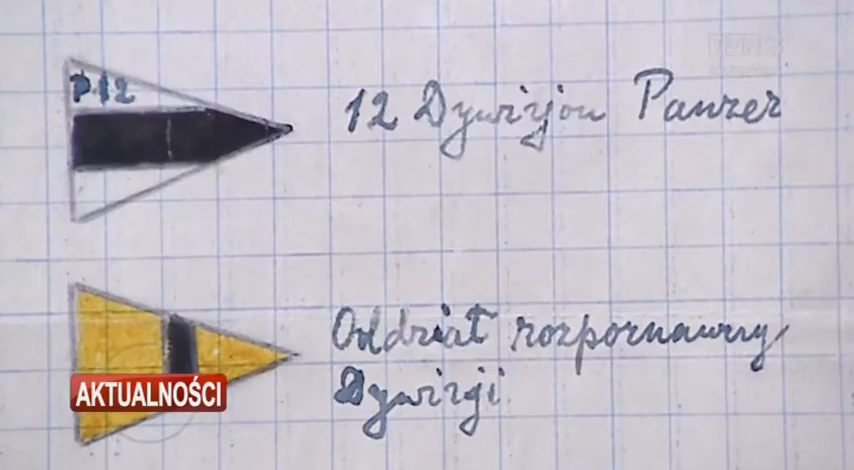 P12
12 Dywizjon Panzer
Oddział rozpoznawczy
Dywizji
AKTUALNOŚCI